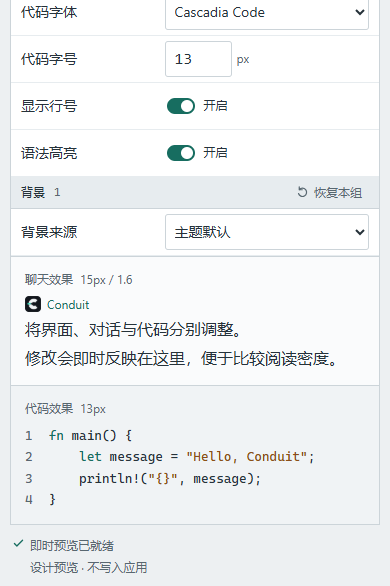 代码字体 Cascadia Code
代码字号 13 px
显示行号 开启
语法高亮 开启
背景 1 恢复本组
背景来源 主题默认
聊天效果 15px / 1.6
Conduit
将界面、对话与代码分别调整。
修改会即时反映在这里，便于比较阅读密度。
代码效果 13px
1 fn main() {
2     let message = "Hello, Conduit";
3     println!("{}", message);
4 }
即时预览已就绪
设计预览 · 不写入应用